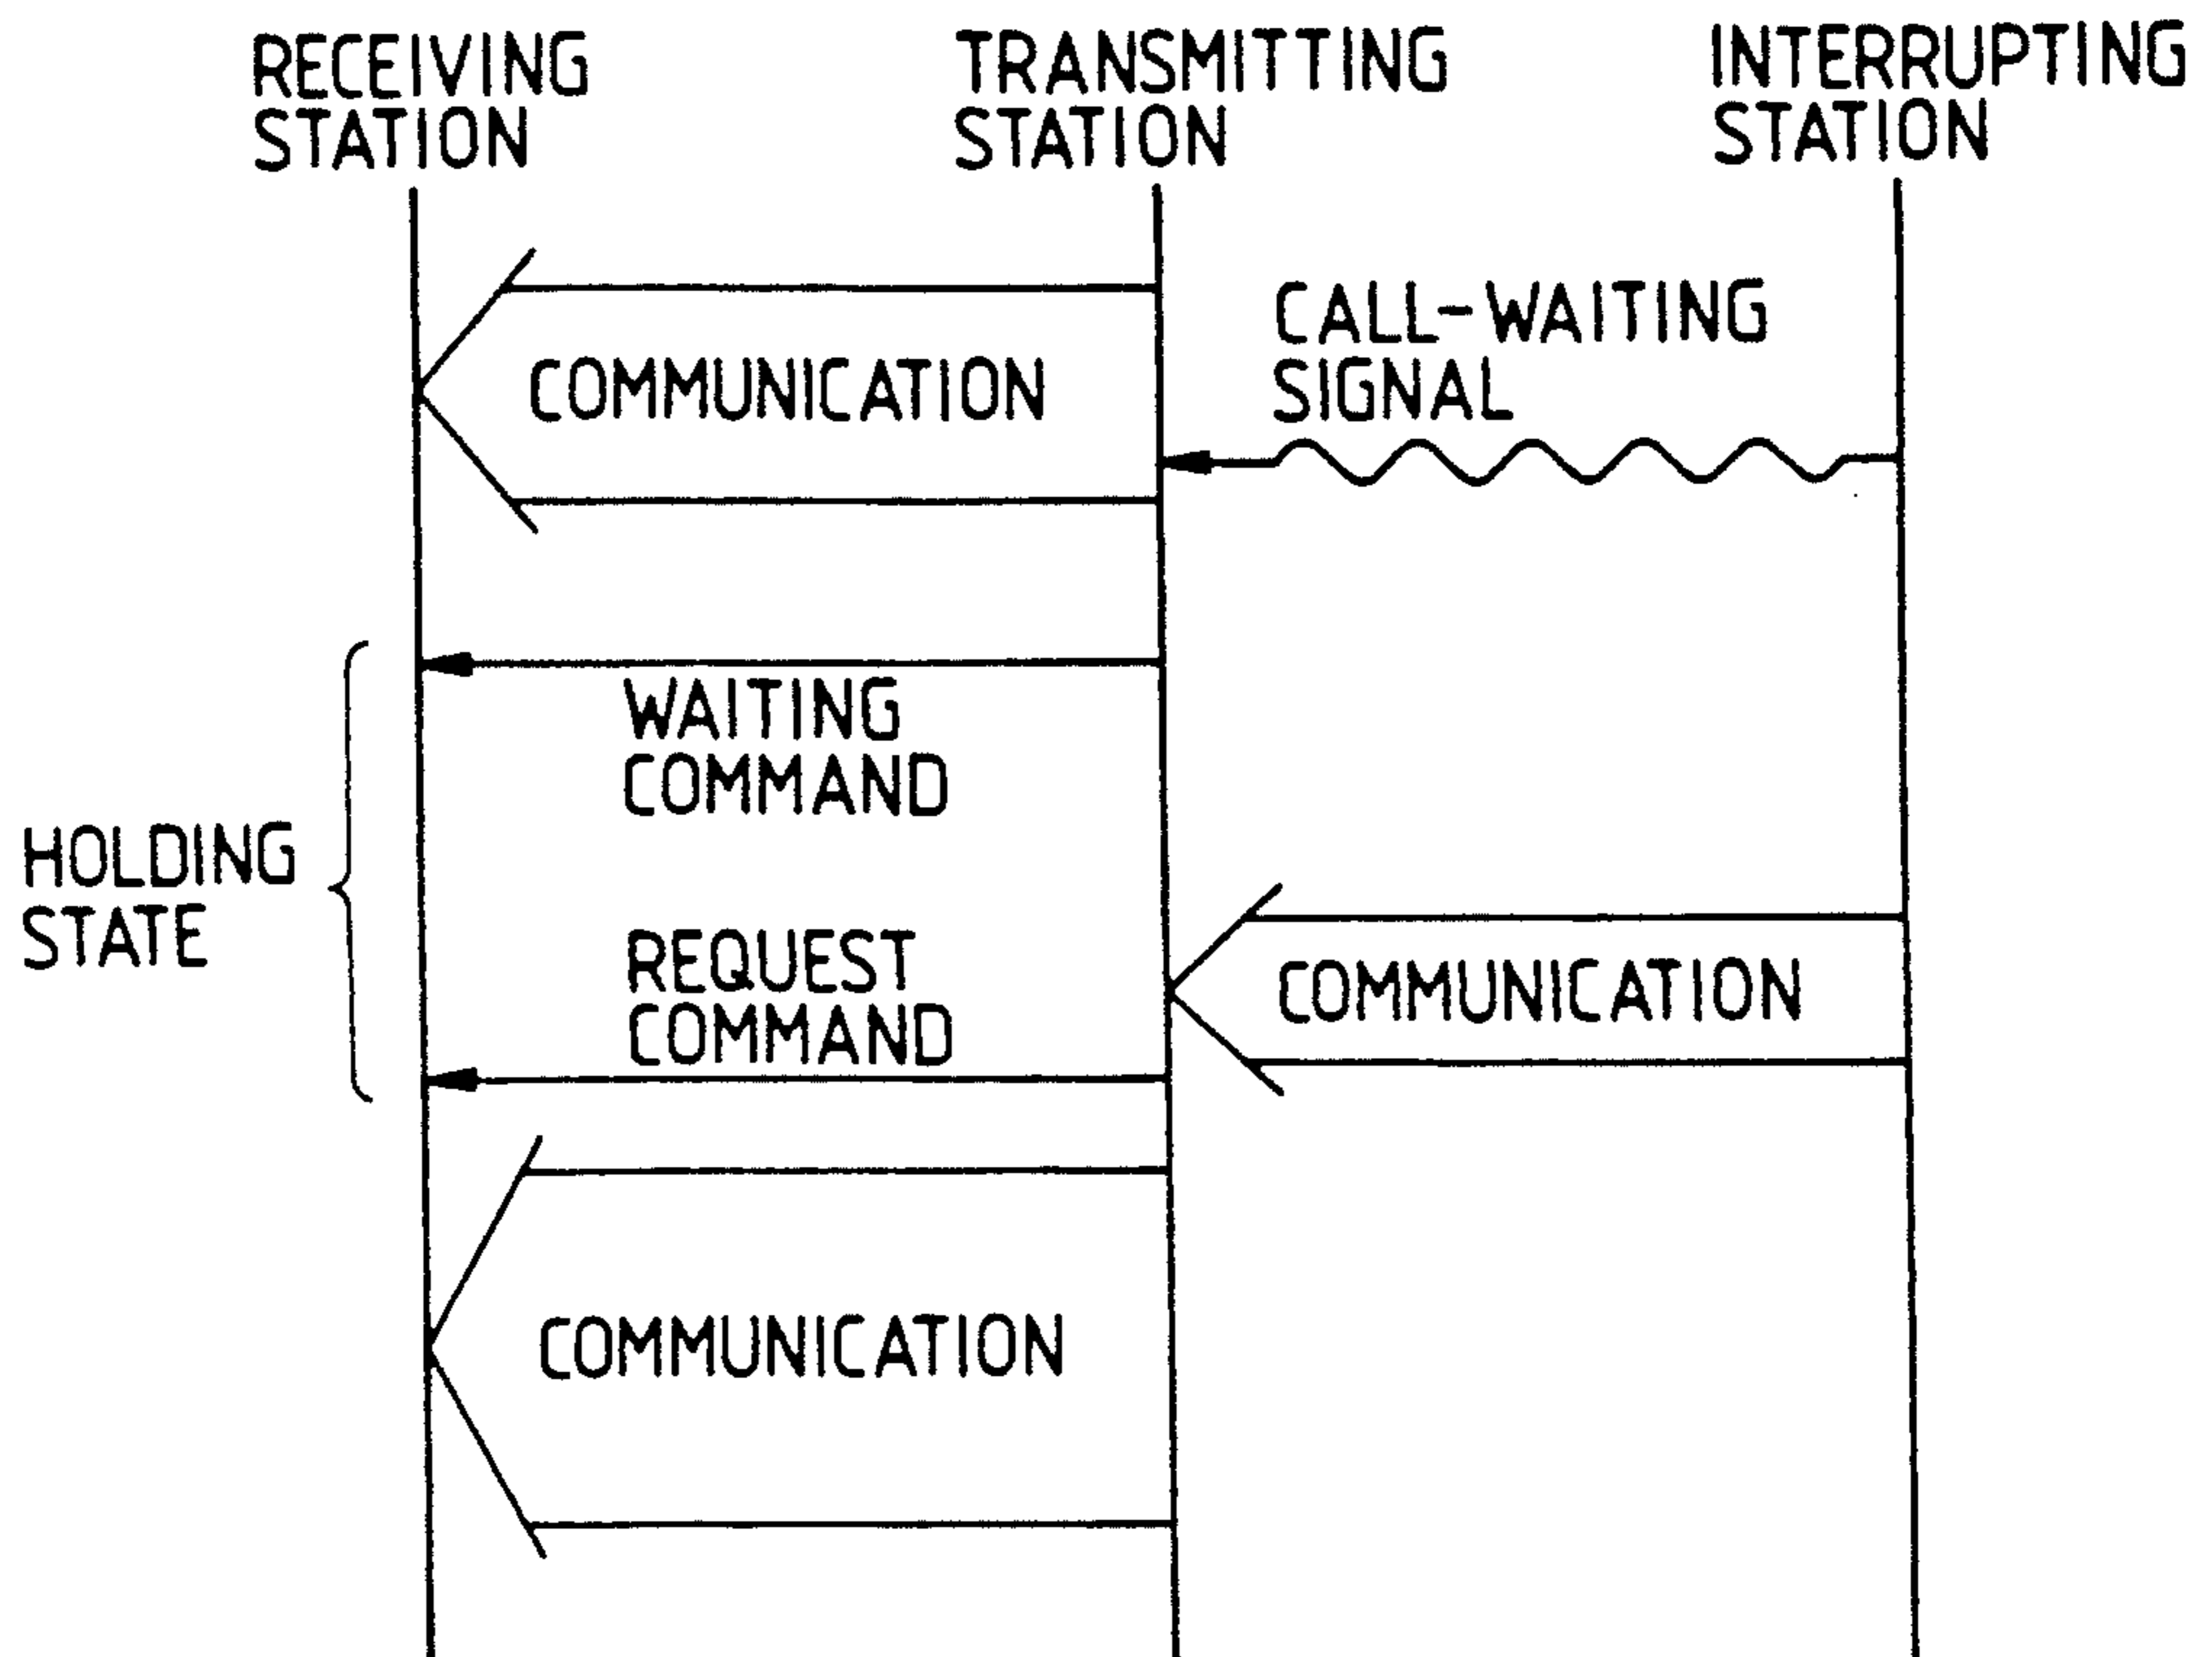 RECEIVING
STATION
TRANSMITTING
STATION
INTERRUPTING
STATION
CALL-WAITING
SIGNAL
COMMUNICATION
WAITING
COMMAND
HOLDING
STATE
REQUEST
COMMAND
COMMUNICATION
COMMUNICATION